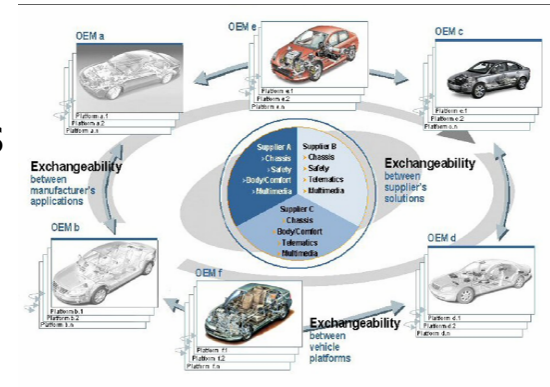 OEM a
Platform a.1
Platform a.2
Platform a.n
OEM e
Platform e.1
Platform e.2
Platform e.n
OEM c
Platform c.1
Platform c.2
Platform c.n
Exchangeability
between
manufacturer's
applications
Supplier A
Chassis
Safety
Body/Comfort
Multimedia
Supplier B
Chassis
Safety
Telematics
Multimedia
Supplier C
Chassis
Body/Comfort
Telematics
Multimedia
Exchangeability
between
supplier's
solutions
OEM b
Platform b.1
Platform b.2
Platform b.n
OEM f
Platform f.1
Platform f.2
Platform f.n
Exchangeability
between
vehicle
platforms
OEM d
Platform d.1
Platform d.2
Platform d.n